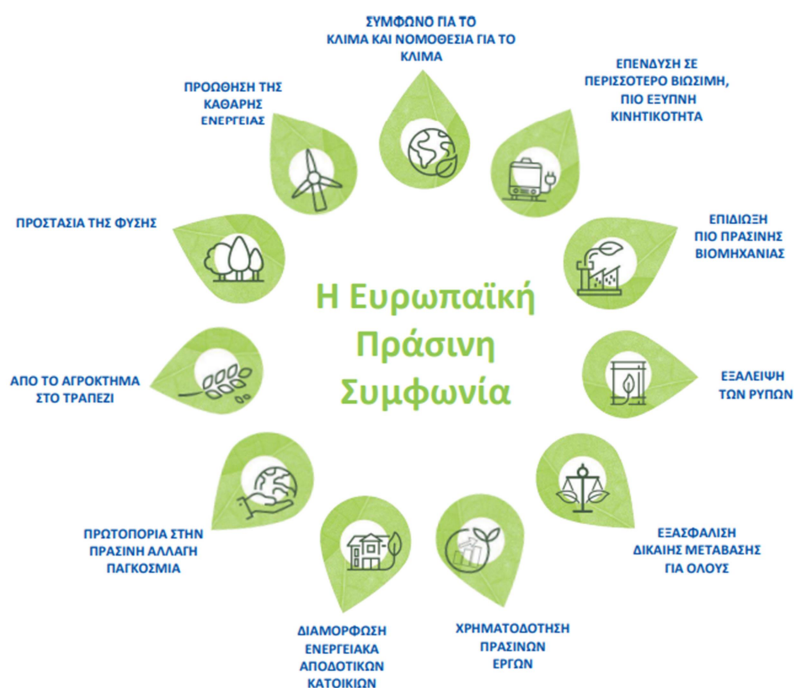 ΣΥΜΦΩΝΟ ΓΙΑ ΤΟ
ΚΛΙΜΑ ΚΑΙ ΝΟΜΟΘΕΣΙΑ ΓΙΑ ΤΟ
ΚΛΙΜΑ
ΕΠΕΝΔΥΣΗ ΣΕ
ΠΕΡΙΣΣΟΤΕΡΟ ΒΙΩΣΙΜΗ,
ΠΙΟ ΕΞΥΠΝΗ
ΚΙΝΗΤΙΚΟΤΗΤΑ
ΕΠΙΔΙΩΞΗ
ΠΙΟ ΠΡΑΣΙΝΗΣ
ΒΙΟΜΗΧΑΝΙΑΣ
ΕΞΑΛΕΙΨΗ
ΤΩΝ ΡΥΠΩΝ
ΕΞΑΣΦΑΛΙΣΗ
ΔΙΚΑΙΗΣ ΜΕΤΑΒΑΣΗΣ
ΓΙΑ ΟΛΟΥΣ
ΧΡΗΜΑΤΟΔΟΤΗΣΗ
ΠΡΑΣΙΝΩΝ
ΕΡΓΩΝ
ΔΙΑΜΟΡΦΩΣΗ
ΕΝΕΡΓΕΙΑΚΑ
ΑΠΟΔΟΤΙΚΩΝ
ΚΑΤΟΙΚΙΩΝ
ΠΡΩΤΟΠΟΡΙΑ ΣΤΗΝ
ΠΡΑΣΙΝΗ ΑΛΛΑΓΗ
ΠΑΓΚΟΣΜΙΑ
ΑΠΟ ΤΟ ΑΓΡΟΚΤΗΜΑ
ΣΤΟ ΤΡΑΠΕΖΙ
ΠΡΟΣΤΑΣΙΑ ΤΗΣ ΦΥΣΗΣ
ΠΡΟΩΘΗΣΗ ΤΗΣ
ΚΑΘΑΡΗΣ
ΕΝΕΡΓΕΙΑΣ
Η Ευρωπαϊκή
Πράσινη
Συμφωνία